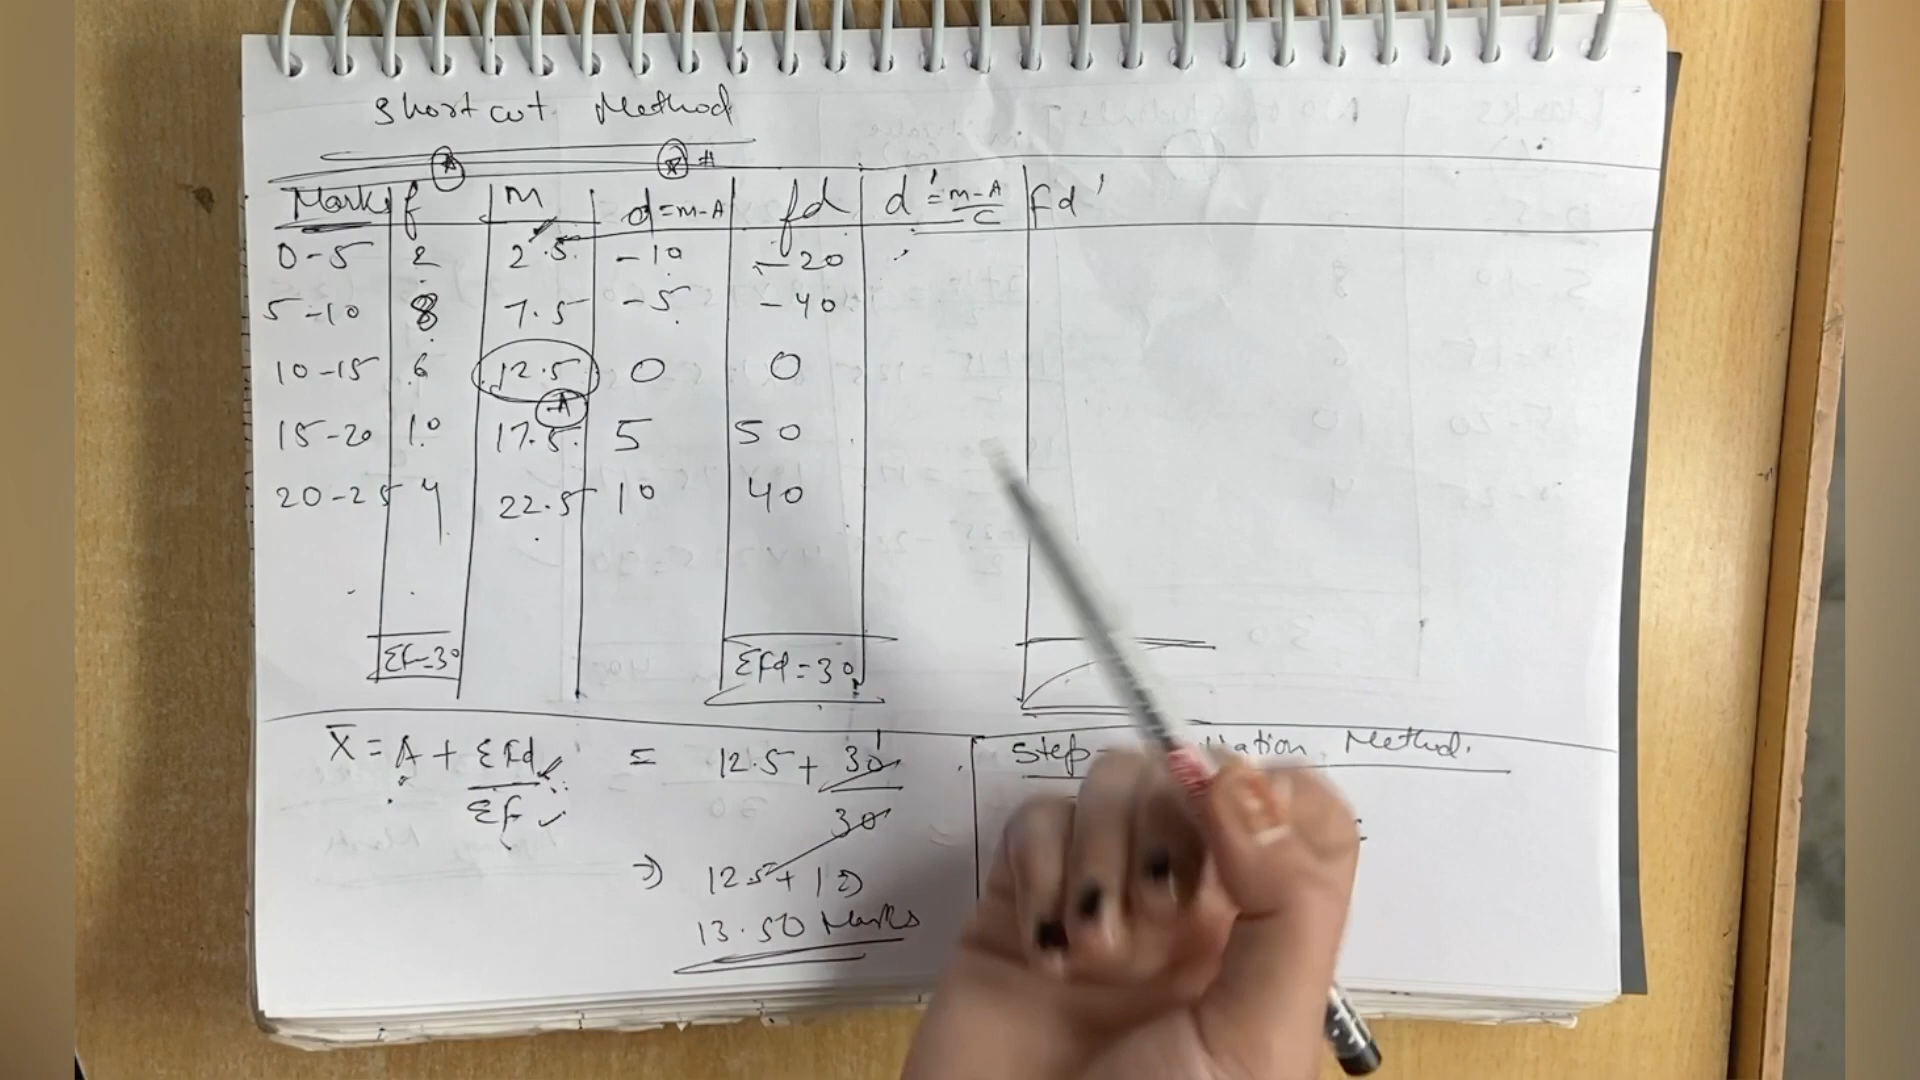 Shortcut Method
Marks f M d=m-A fd d'=m-A/C Fd'
0-5 2 2.5 -10 -20
5-10 8 7.5 -5 -40
10-15 6 12.5 0 0
A
15-20 10 17.5 5 50
20-25 4 22.5 10 40
Σf=30 Σfd=30
X̄ = A + Σfd/Σf = 12.5 + 30/30
⇒ 12.5 + 1
13.50 Marks
Step- Method.